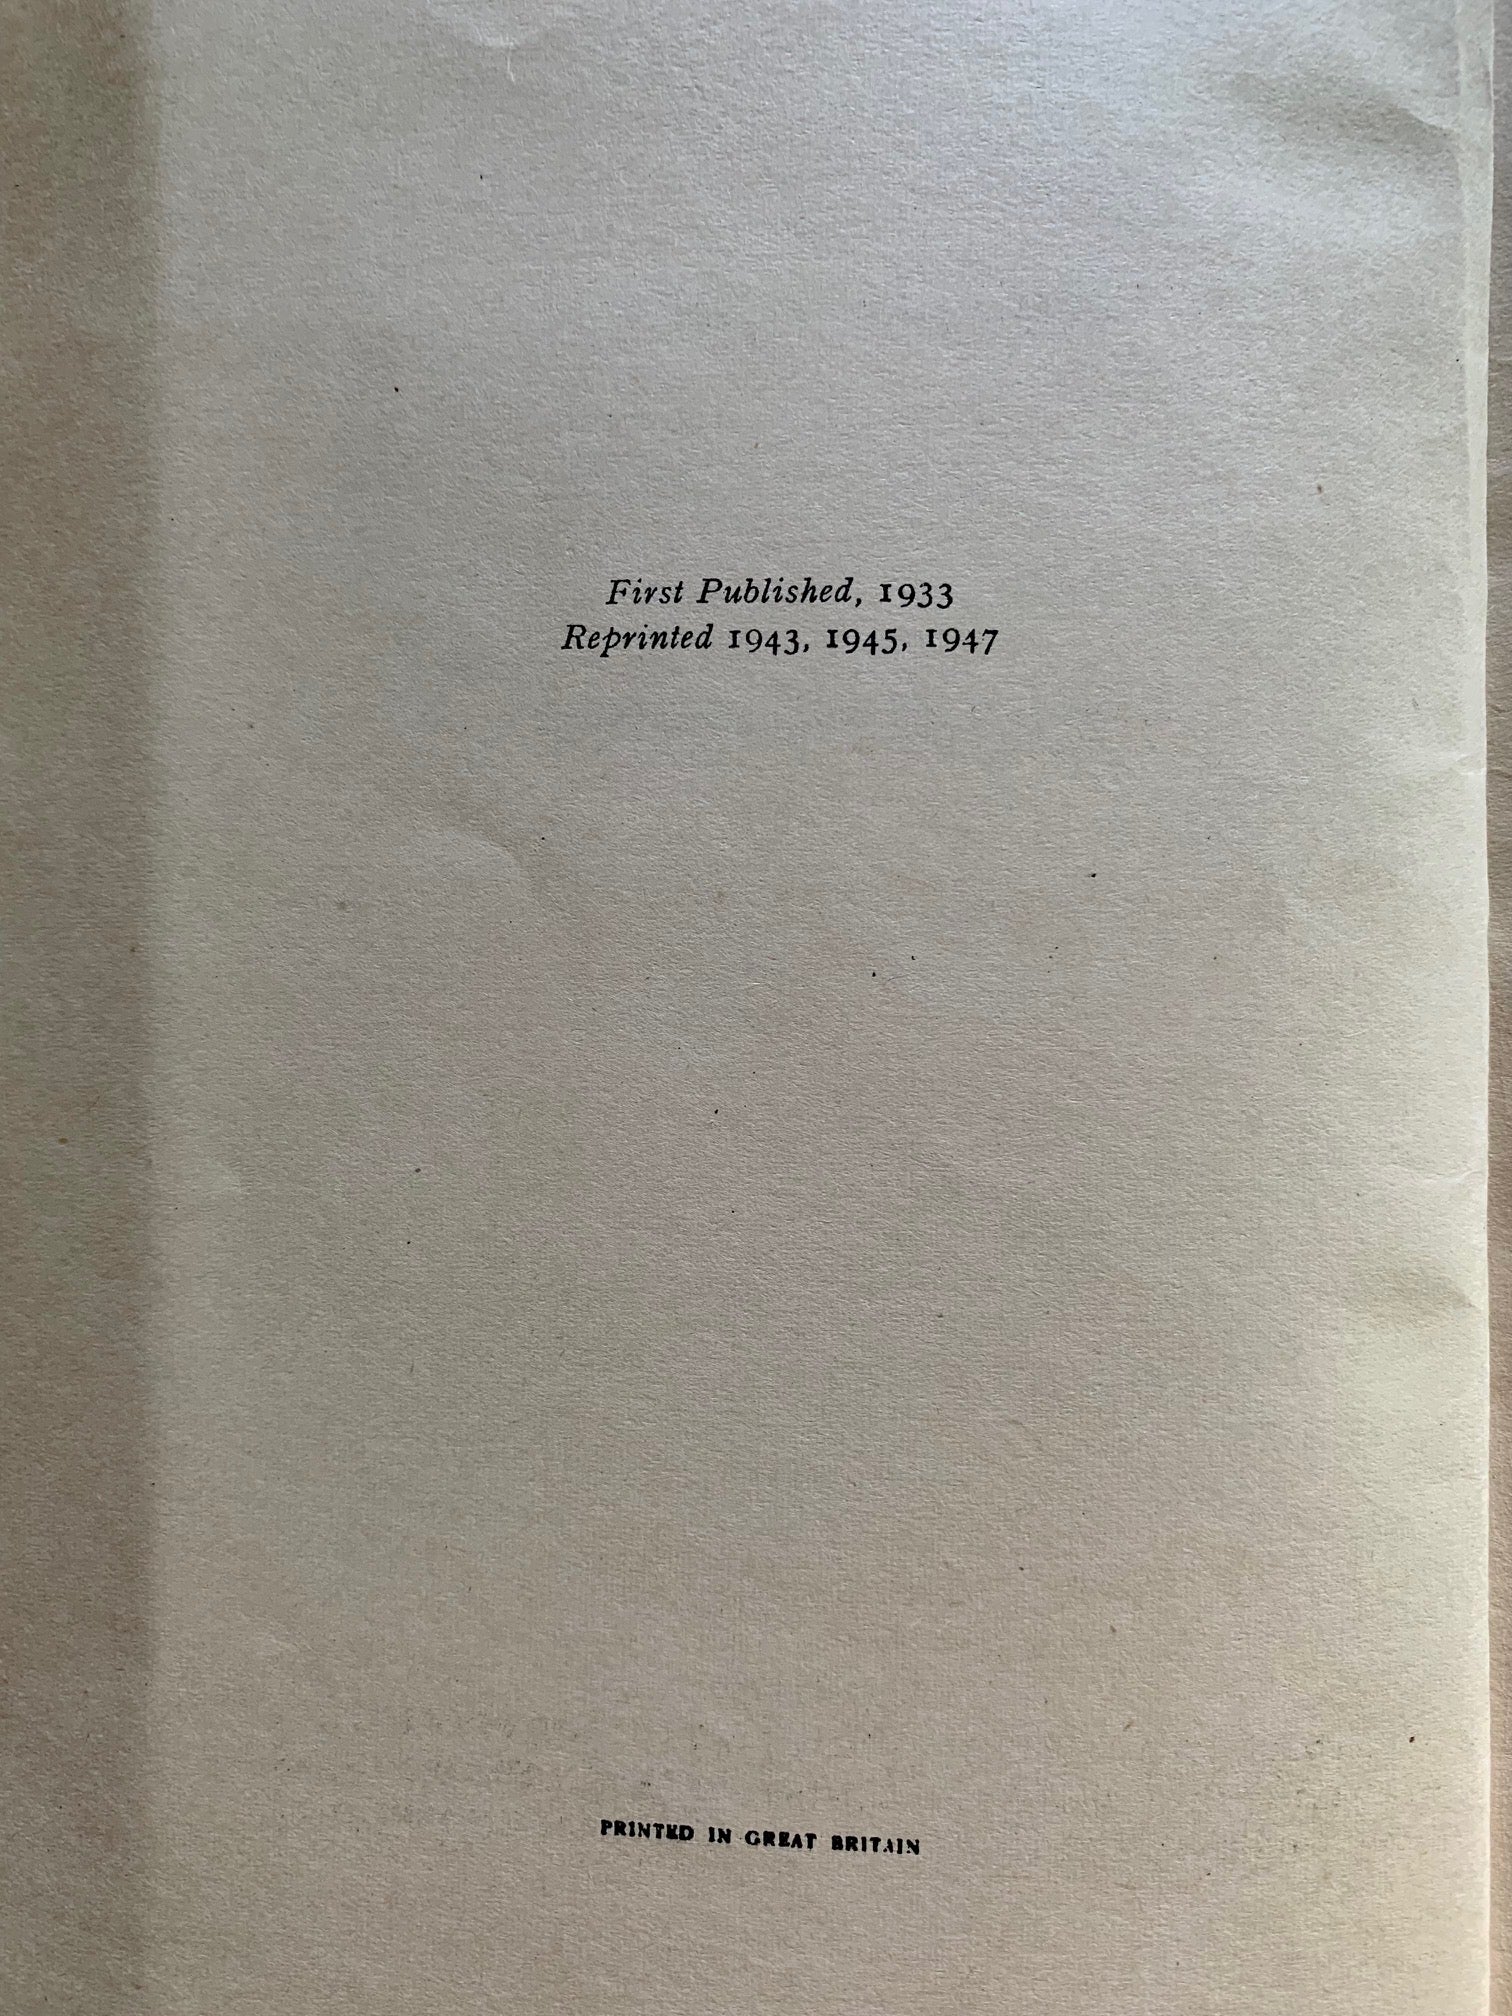 First Published, 1933
Reprinted 1943, 1945, 1947
PRINTED IN GREAT BRITAIN